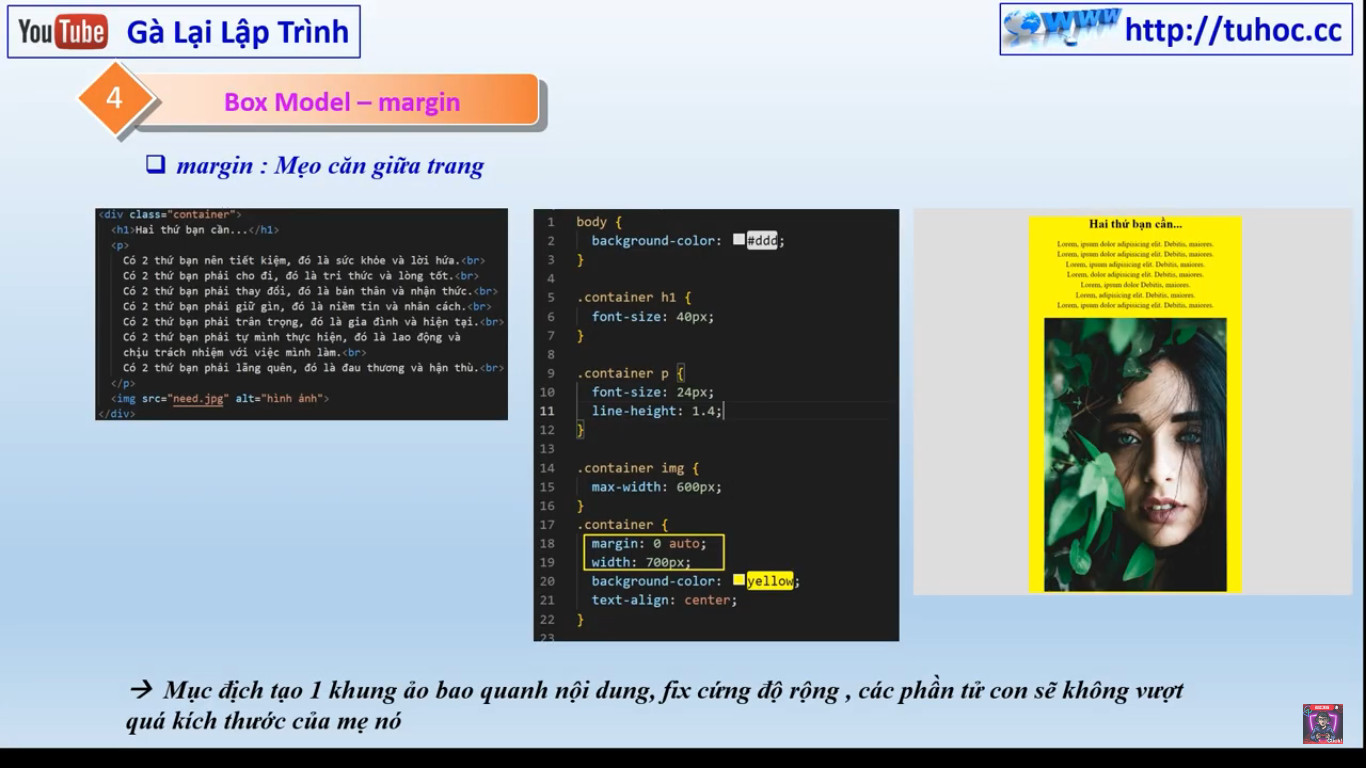 YouTube Gà Lại Lập Trình
WWW http://tuhoc.cc
4
Box Model – margin
❑ margin : Mẹo căn giữa trang
<div class="container">
<h1>Hai thứ bạn cần...</h1>
<p>
Có 2 thứ bạn nên tiết kiệm, đó là sức khỏe và lời hứa.<br>
Có 2 thứ bạn phải cho đi, đó là tri thức và lòng tốt.<br>
Có 2 thứ bạn phải thay đổi, đó là bản thân và nhận thức.<br>
Có 2 thứ bạn phải giữ gìn, đó là niềm tin và nhân cách.<br>
Có 2 thứ bạn phải trân trọng, đó là gia đình và hiện tại.<br>
Có 2 thứ bạn phải tự mình thực hiện, đó là lao động và
chịu trách nhiệm với việc mình làm.<br>
Có 2 thứ bạn phải lãng quên, đó là đau thương và hận thù.<br>
</p>
<img src="need.jpg" alt="hình ảnh">
</div>
1 body {
2 background-color: #ddd;
3 }
4
5 .container h1 {
6 font-size: 40px;
7 }
8
9 .container p {
10 font-size: 24px;
11 line-height: 1.4;
12 }
13
14 .container img {
15 max-width: 600px;
16 }
17 .container {
18 margin: 0 auto;
19 width: 700px;
20 background-color: yellow;
21 text-align: center;
22 }
23
Hai thứ bạn cần...
Lorem, ipsum dolor adipisicing elit. Debitis, maiores.
Lorem, ipsum dolor adipisicing elit. Debitis, maiores.
Lorem, ipsum adipisicing elit. Debitis, maiores.
Lorem, dolor adipisicing elit. Debitis, maiores.
Lorem, ipsum dolor Debitis, maiores.
Lorem, adipisicing elit. Debitis, maiores.
Lorem, ipsum dolor adipisicing elit. Debitis, maiores.
→ Mục địch tạo 1 khung ảo bao quanh nội dung, fix cứng độ rộng , các phần tử con sẽ không vượt
quá kích thước của mẹ nó